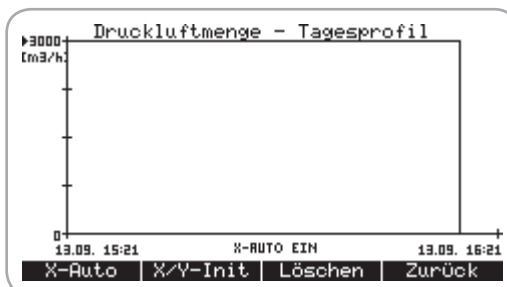 Druckluftmenge - Tagesprofil
▶3000
[m3/h]
0
13.09. 15:21 X-AUTO EIN 13.09. 16:21
X-Auto X/Y-Init Löschen Zurück